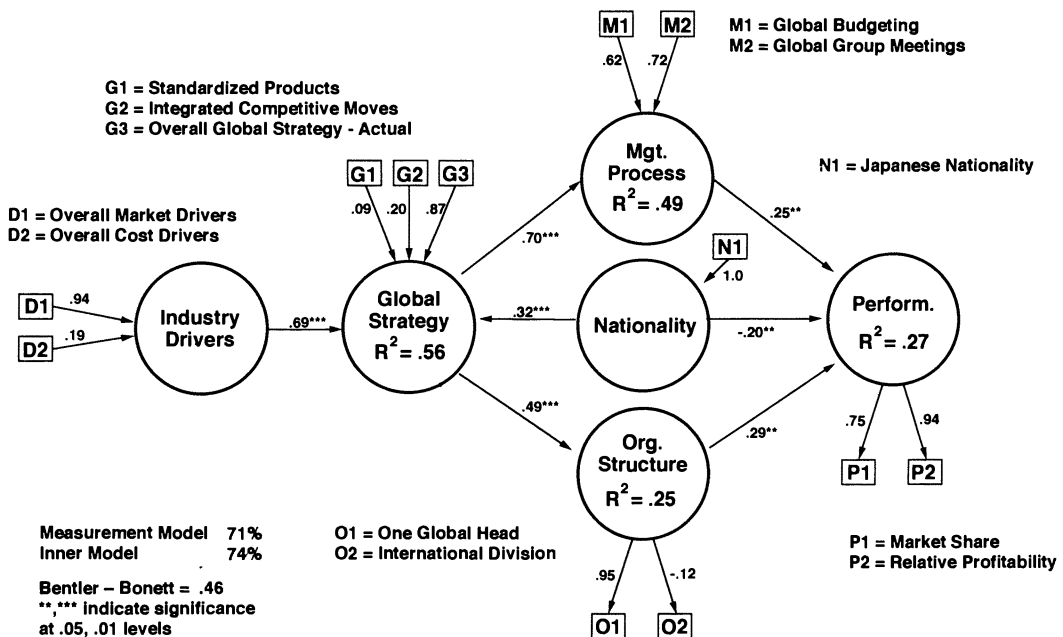 M1
M2
M1 = Global Budgeting
M2 = Global Group Meetings
.62
.72
G1 = Standardized Products
G2 = Integrated Competitive Moves
G3 = Overall Global Strategy - Actual
Mgt.
Process
R² = .49
N1 = Japanese Nationality
G1
G2
G3
.09
.20
.87
D1 = Overall Market Drivers
D2 = Overall Cost Drivers
.70***
.25**
N1
1.0
D1
.94
D2
.19
Industry
Drivers
.69***
Global
Strategy
R² = .56
.32***
Nationality
-.20**
Perform.
R² = .27
.49***
.29**
Org.
Structure
R² = .25
.75
.94
P1
P2
Measurement Model 71%
Inner Model 74%
O1 = One Global Head
O2 = International Division
P1 = Market Share
P2 = Relative Profitability
Bentler – Bonett = .46
**,*** indicate significance
at .05, .01 levels
.95
-.12
O1
O2